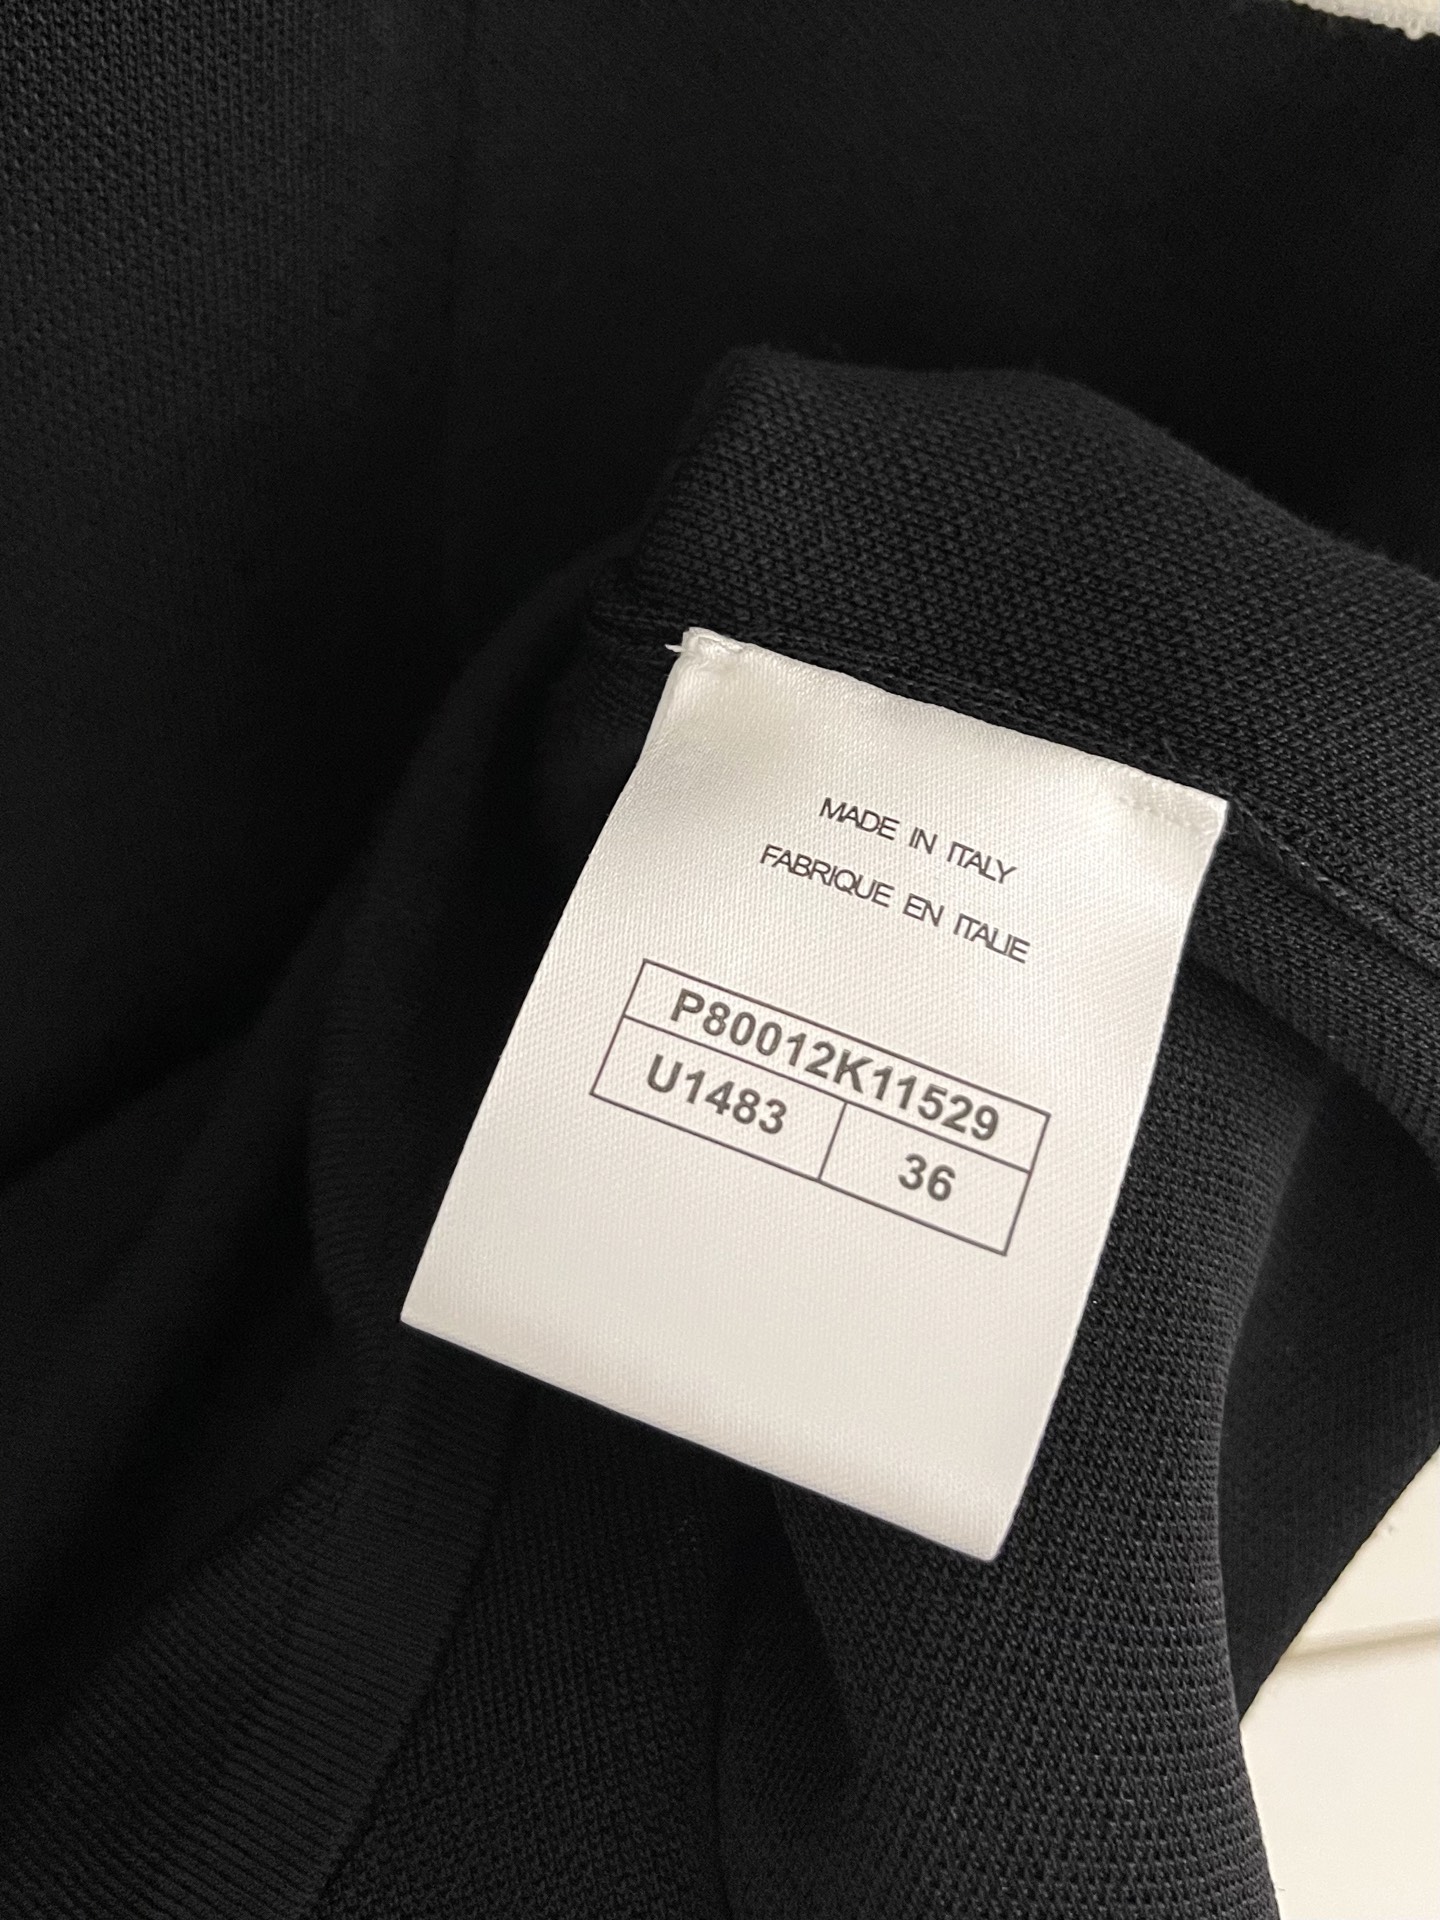 MADE IN ITALY
FABRIQUE EN ITALIE
P80012K11529
U1483 36